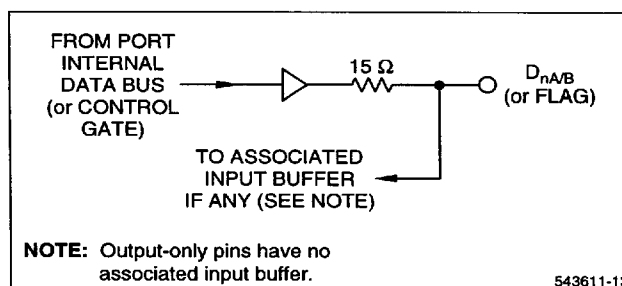 FROM PORT
INTERNAL
DATA BUS
(or CONTROL
GATE)
15 Ω
DnA/B
(or FLAG)
TO ASSOCIATED
INPUT BUFFER
IF ANY (SEE NOTE)
NOTE: Output-only pins have no
associated input buffer.